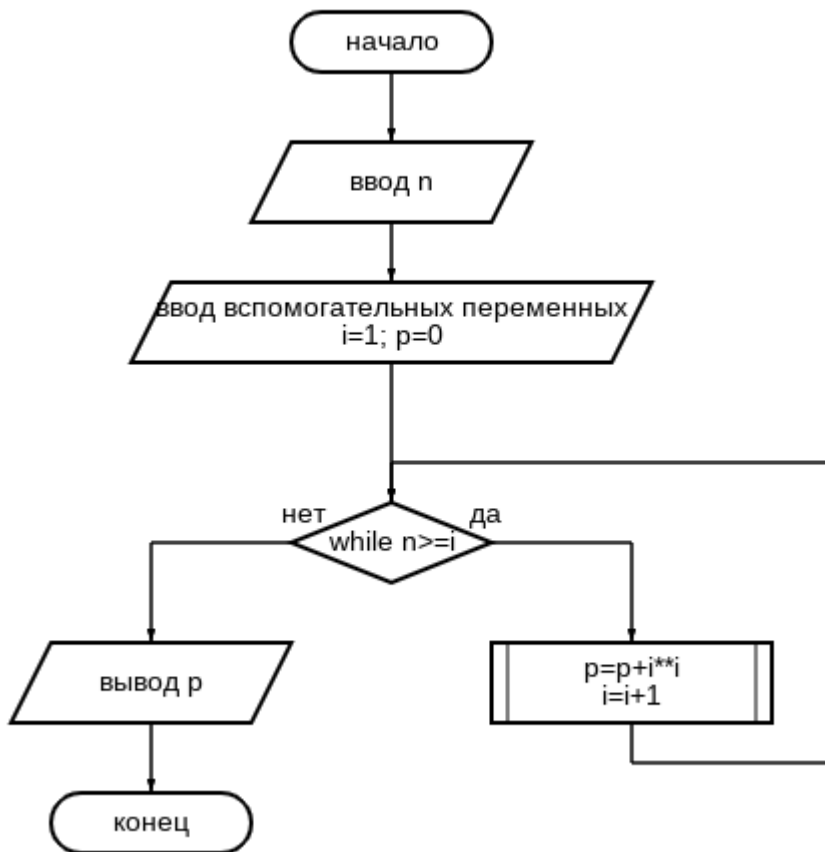 начало
ввод n
ввод вспомогательных переменных
i=1; p=0
нет
да
while n>=i
вывод p
p=p+i**i
i=i+1
конец